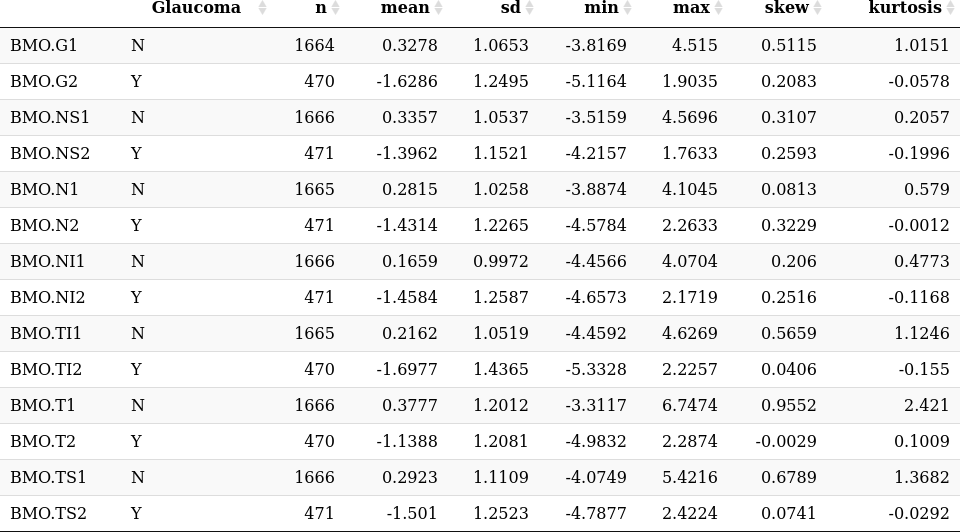 Glaucoma n mean sd min max skew kurtosis
BMO.G1 N 1664 0.3278 1.0653 -3.8169 4.515 0.5115 1.0151
BMO.G2 Y 470 -1.6286 1.2495 -5.1164 1.9035 0.2083 -0.0578
BMO.NS1 N 1666 0.3357 1.0537 -3.5159 4.5696 0.3107 0.2057
BMO.NS2 Y 471 -1.3962 1.1521 -4.2157 1.7633 0.2593 -0.1996
BMO.N1 N 1665 0.2815 1.0258 -3.8874 4.1045 0.0813 0.579
BMO.N2 Y 471 -1.4314 1.2265 -4.5784 2.2633 0.3229 -0.0012
BMO.NI1 N 1666 0.1659 0.9972 -4.4566 4.0704 0.206 0.4773
BMO.NI2 Y 471 -1.4584 1.2587 -4.6573 2.1719 0.2516 -0.1168
BMO.TI1 N 1665 0.2162 1.0519 -4.4592 4.6269 0.5659 1.1246
BMO.TI2 Y 470 -1.6977 1.4365 -5.3328 2.2257 0.0406 -0.155
BMO.T1 N 1666 0.3777 1.2012 -3.3117 6.7474 0.9552 2.421
BMO.T2 Y 470 -1.1388 1.2081 -4.9832 2.2874 -0.0029 0.1009
BMO.TS1 N 1666 0.2923 1.1109 -4.0749 5.4216 0.6789 1.3682
BMO.TS2 Y 471 -1.501 1.2523 -4.7877 2.4224 0.0741 -0.0292